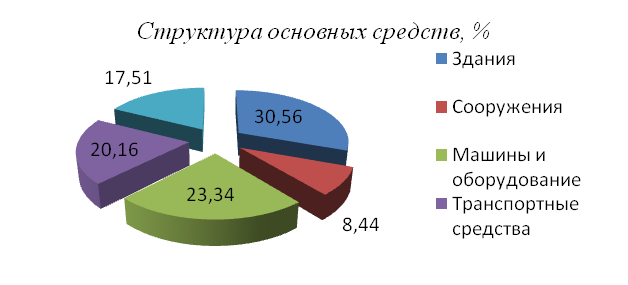 Структура основных средств, %
17,51
30,56
20,16
23,34
8,44
Здания
Сооружения
Машины и
оборудование
Транспортные
средства